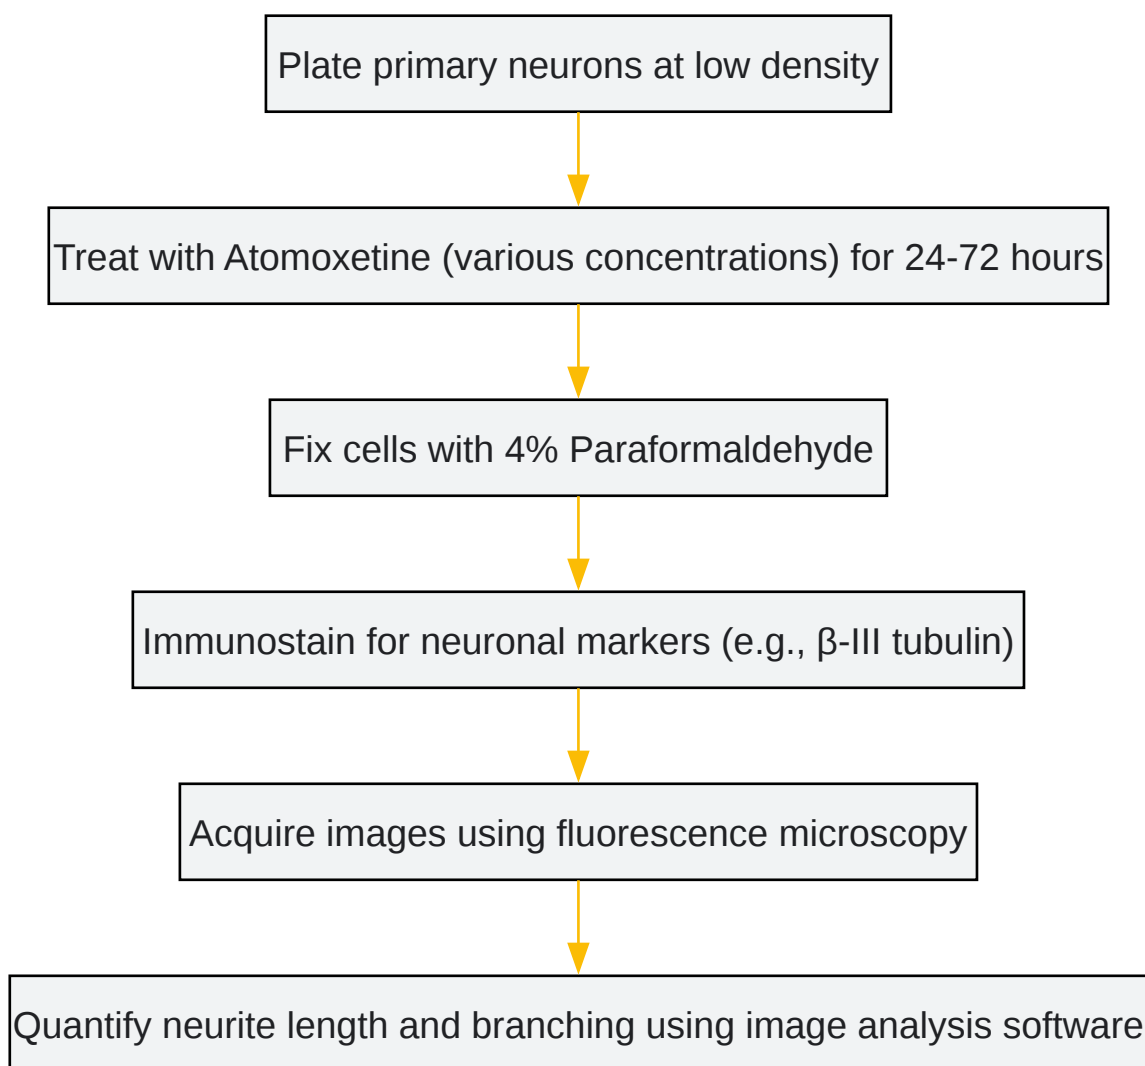 Plate primary neurons at low density
Treat with Atomoxetine (various concentrations) for 24-72 hours
Fix cells with 4% Paraformaldehyde
Immunostain for neuronal markers (e.g., β-III tubulin)
Acquire images using fluorescence microscopy
Quantify neurite length and branching using image analysis software